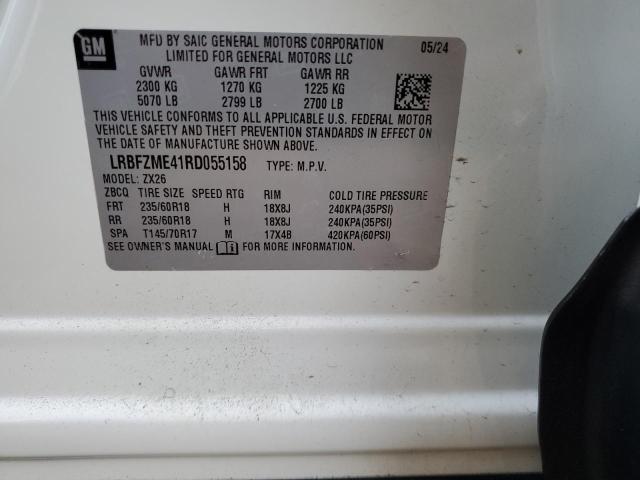 GM
MFD BY SAIC GENERAL MOTORS CORPORATION 05/24
LIMITED FOR GENERAL MOTORS LLC
GVWR GAWR FRT GAWR RR
2300 KG 1270 KG 1225 KG
5070 LB 2799 LB 2700 LB
THIS VEHICLE CONFORMS TO ALL APPLICABLE U.S. FEDERAL MOTOR
VEHICLE SAFETY AND THEFT PREVENTION STANDARDS IN EFFECT ON
THE DATE OF MANUFACTURE SHOWN ABOVE.
LRBFZME41RD055158 TYPE: M.P.V.
MODEL: ZX26
ZBCQ TIRE SIZE SPEED RTG RIM COLD TIRE PRESSURE
FRT 235/60R18 H 18X8J 240KPA(35PSI)
RR 235/60R18 H 18X8J 240KPA(35PSI)
SPA T145/70R17 M 17X4B 420KPA(60PSI)
SEE OWNER'S MANUAL FOR MORE INFORMATION.